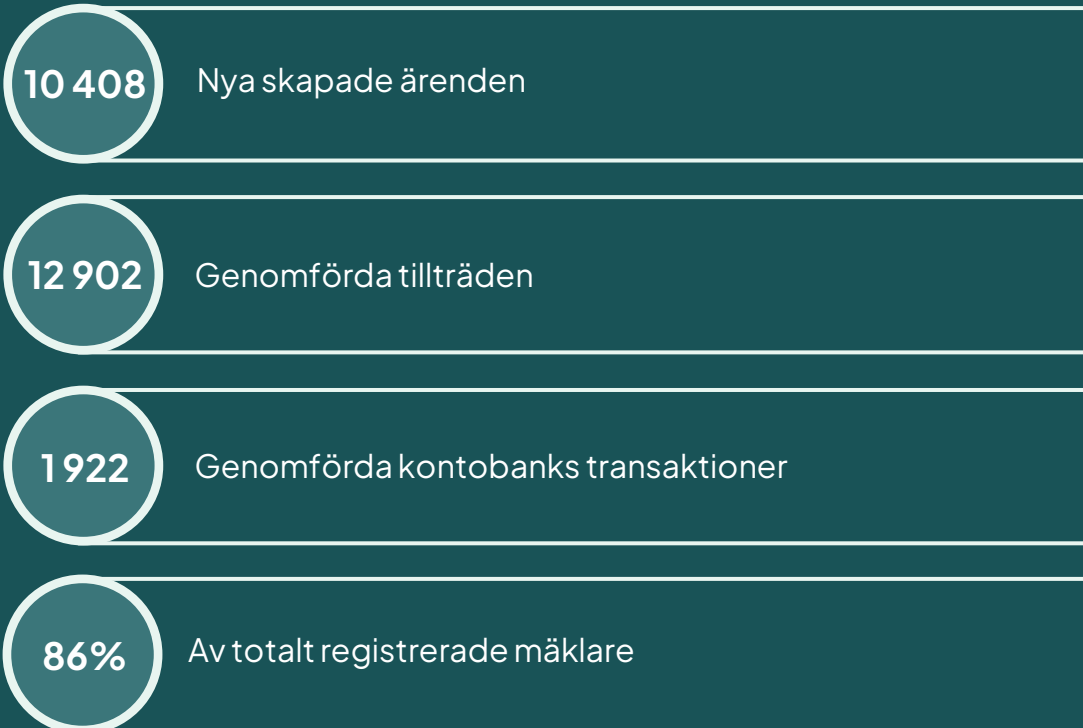 10 408 Nya skapade ärenden
12 902 Genomförda tillträden
1 922 Genomförda kontobanks transaktioner
86% Av totalt registrerade mäklare